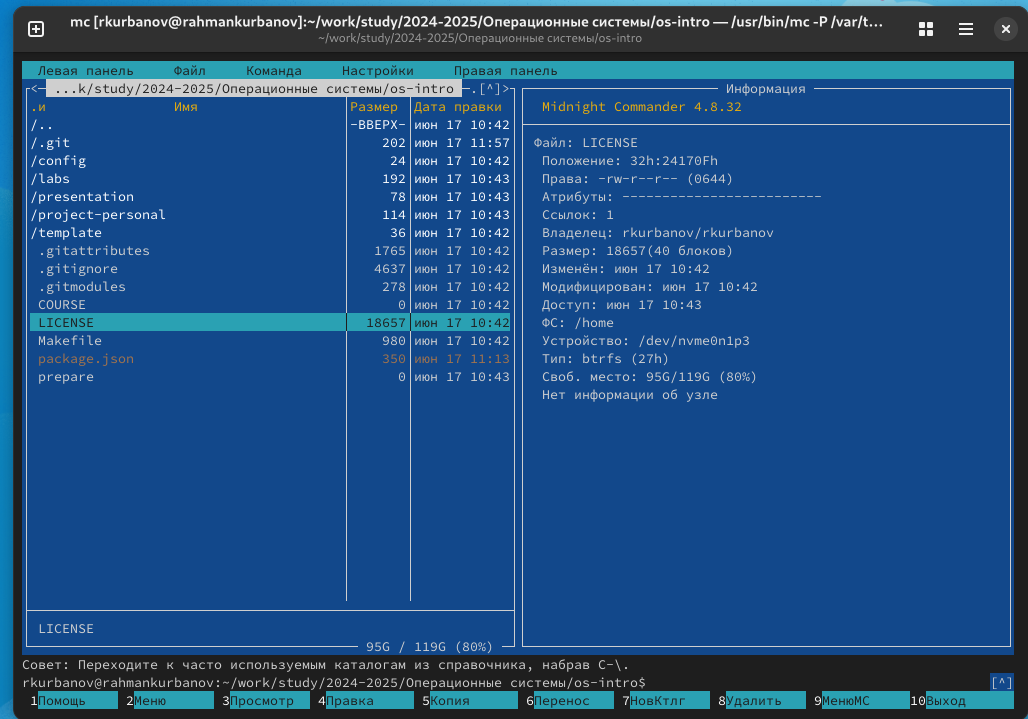 mc [rkurbanov@rahmankurbanov]:~/work/study/2024-2025/Операционные системы/os-intro — /usr/bin/mc -P /var/t…
~/work/study/2024-2025/Операционные системы/os-intro
Левая панель Файл Команда Настройки Правая панель
<─ ...k/study/2024-2025/Операционные системы/os-intro ─.[^]>
.и Имя Размер Дата правки
/.. -ВВЕРХ- июн 17 10:42
/.git 202 июн 17 11:57
/config 24 июн 17 10:42
/labs 192 июн 17 10:43
/presentation 78 июн 17 10:43
/project-personal 114 июн 17 10:43
/template 36 июн 17 10:42
.gitattributes 1765 июн 17 10:42
.gitignore 4637 июн 17 10:42
.gitmodules 278 июн 17 10:42
COURSE 0 июн 17 10:42
LICENSE 18657 июн 17 10:42
Makefile 980 июн 17 10:42
package.json 350 июн 17 11:13
prepare 0 июн 17 10:43
LICENSE
95G / 119G (80%)
Информация
Midnight Commander 4.8.32
Файл: LICENSE
Положение: 32h:24170Fh
Права: -rw-r--r-- (0644)
Атрибуты: -------------------------
Ссылок: 1
Владелец: rkurbanov/rkurbanov
Размер: 18657(40 блоков)
Изменён: июн 17 10:42
Модифицирован: июн 17 10:42
Доступ: июн 17 10:43
ФС: /home
Устройство: /dev/nvme0n1p3
Тип: btrfs (27h)
Своб. место: 95G/119G (80%)
Нет информации об узле
Совет: Переходите к часто используемым каталогам из справочника, набрав C-\.
rkurbanov@rahmankurbanov:~/work/study/2024-2025/Операционные системы/os-intro$ [^]
1Помощь 2Меню 3Просмотр 4Правка 5Копия 6Перенос 7НовКтлг 8Удалить 9МенюМС 10Выход